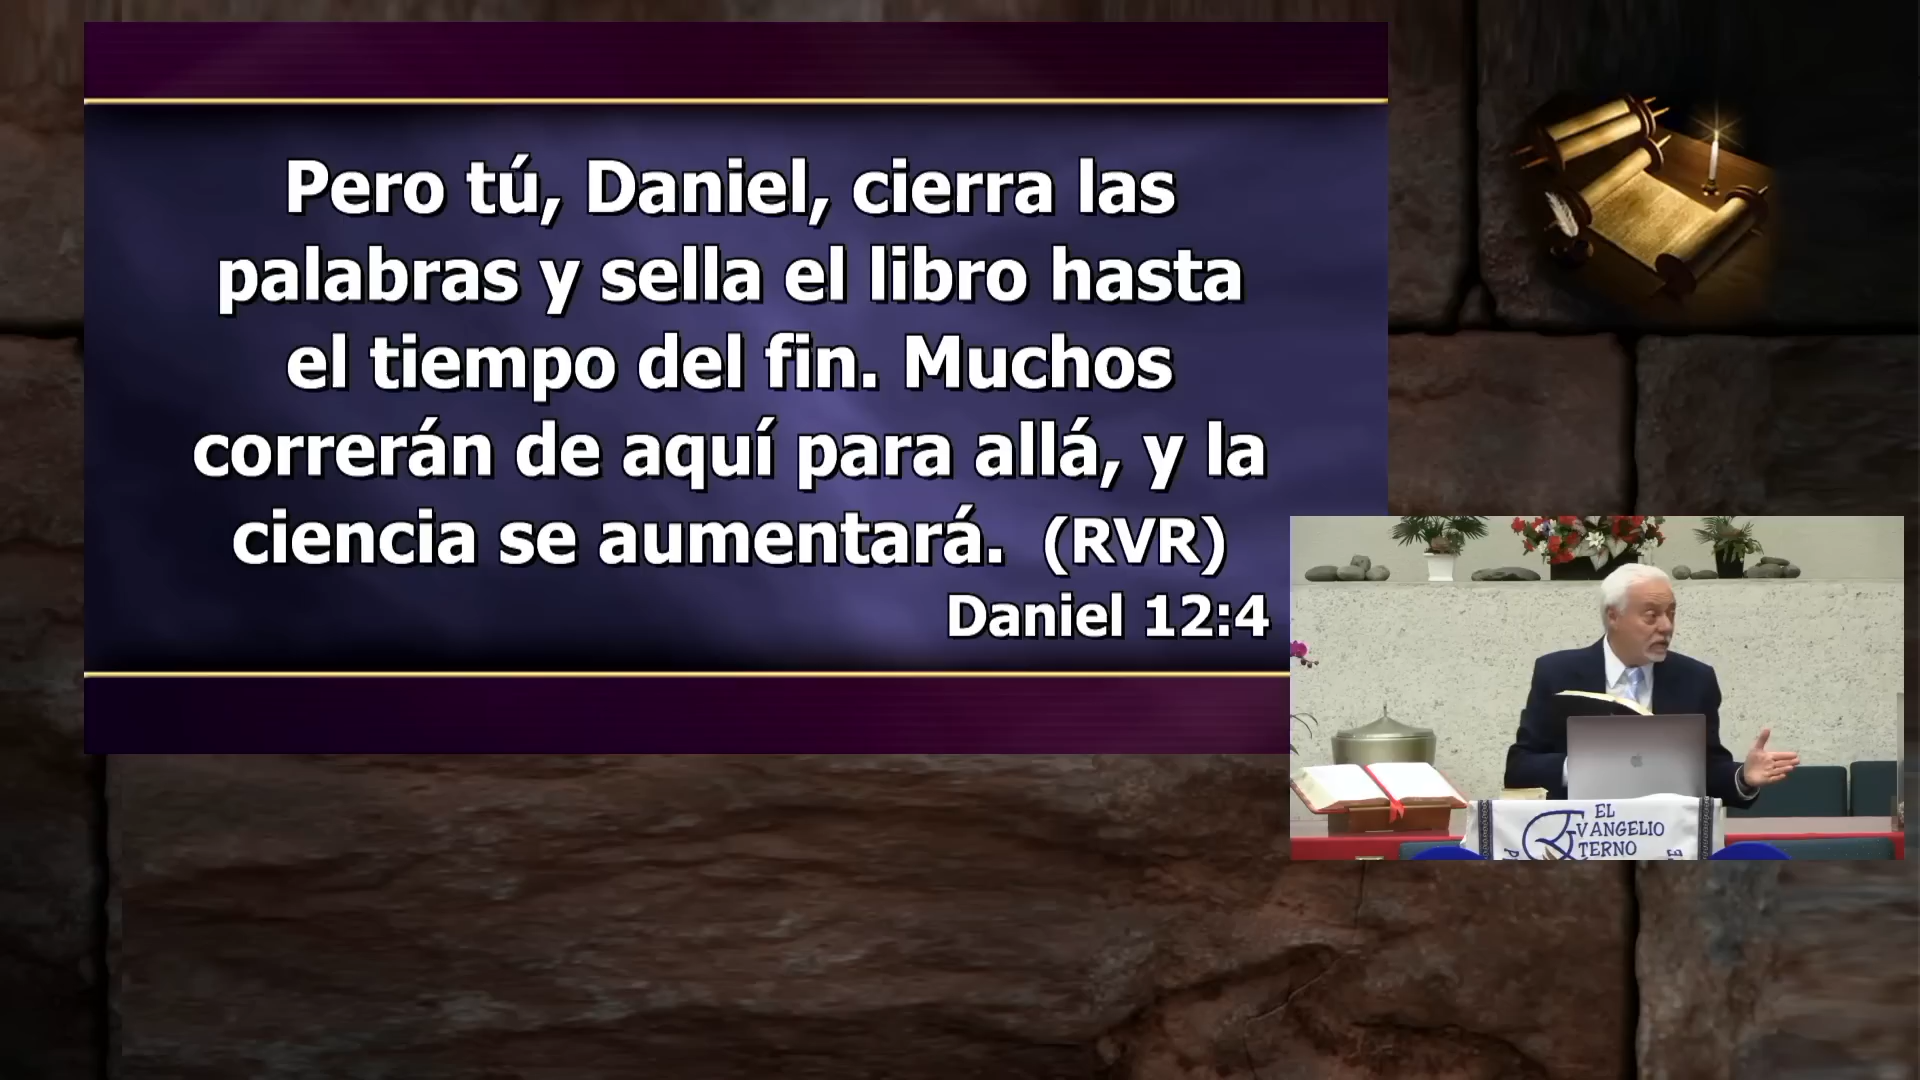 Pero tú, Daniel, cierra las
palabras y sella el libro hasta
el tiempo del fin. Muchos
correrán de aquí para allá, y la
ciencia se aumentará. (RVR)
Daniel 12:4
EL
VANGELIO
TERNO